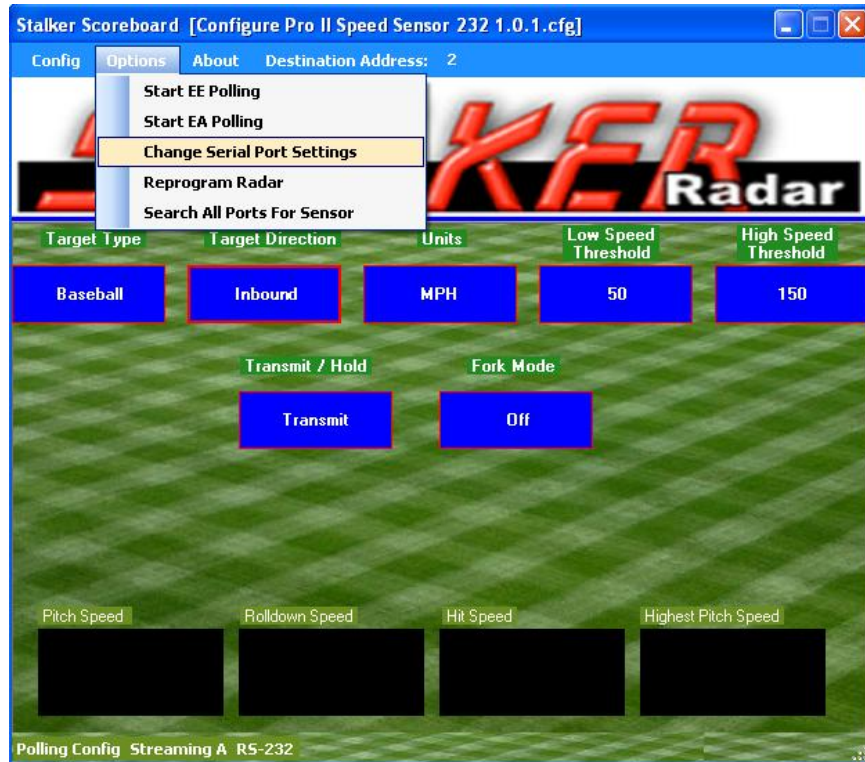 Stalker Scoreboard [Configure Pro II Speed Sensor 232 1.0.1.cfg]
Config Options About Destination Address: 2
Start EE Polling
Start EA Polling
Change Serial Port Settings
Reprogram Radar
Search All Ports For Sensor
Radar
Target Type Target Direction Units Low Speed Threshold High Speed Threshold
Baseball Inbound MPH 50 150
Transmit / Hold Fork Mode
Transmit Off
Pitch Speed Rolldown Speed Hit Speed Highest Pitch Speed
Polling Config Streaming A RS-232